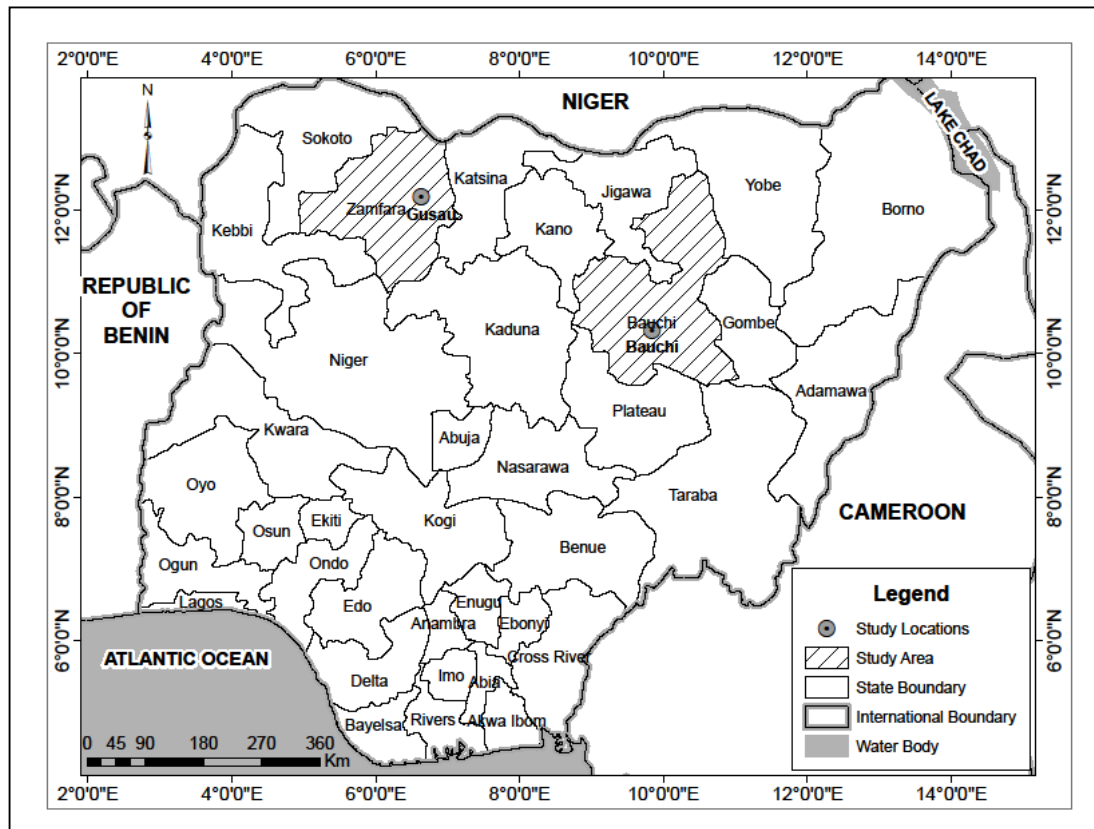 2°0'0"E 4°0'0"E 6°0'0"E 8°0'0"E 10°0'0"E 12°0'0"E 14°0'0"E
N
NIGER
LAKE CHAD
Sokoto
Katsina
Jigawa
Yobe
12°0'0"N
Zamfara
Gusau
Kano
Borno
12°0'0"N
Kebbi
REPUBLIC
OF
BENIN
Kaduna
Bauchi
Bauchi
Gombe
10°0'0"N
Niger
10°0'0"N
Adamawa
Plateau
Kwara
Abuja
Nasarawa
Oyo
Taraba
8°0'0"N
Kogi
8°0'0"N
CAMEROON
Osun
Ekiti
Benue
Ogun
Ondo
Lagos
Edo
Enugu
Anambra
Ebonyi
6°0'0"N
6°0'0"N
ATLANTIC OCEAN
Cross River
Delta
Imo
Abia
Bayelsa
Rivers
Akwa Ibom
Legend
Study Locations
Study Area
State Boundary
International Boundary
Water Body
0 45 90 180 270 360
Km
2°0'0"E 4°0'0"E 6°0'0"E 8°0'0"E 10°0'0"E 12°0'0"E 14°0'0"E